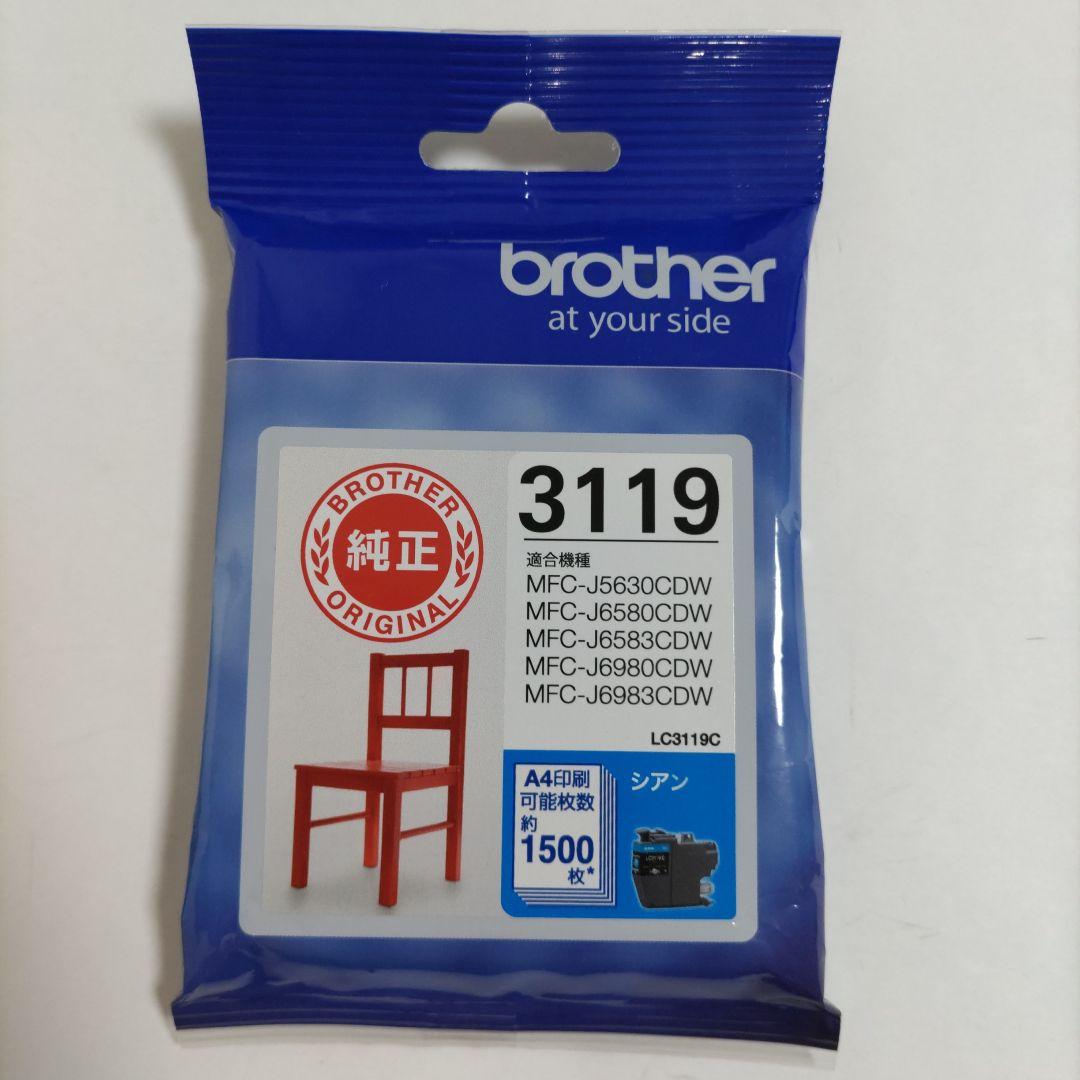 brother
at your side
BROTHER
純正
ORIGINAL
3119
適合機種
MFC-J5630CDW
MFC-J6580CDW
MFC-J6583CDW
MFC-J6980CDW
MFC-J6983CDW
LC3119C
A4印刷
可能枚数
約
1500
枚*
シアン